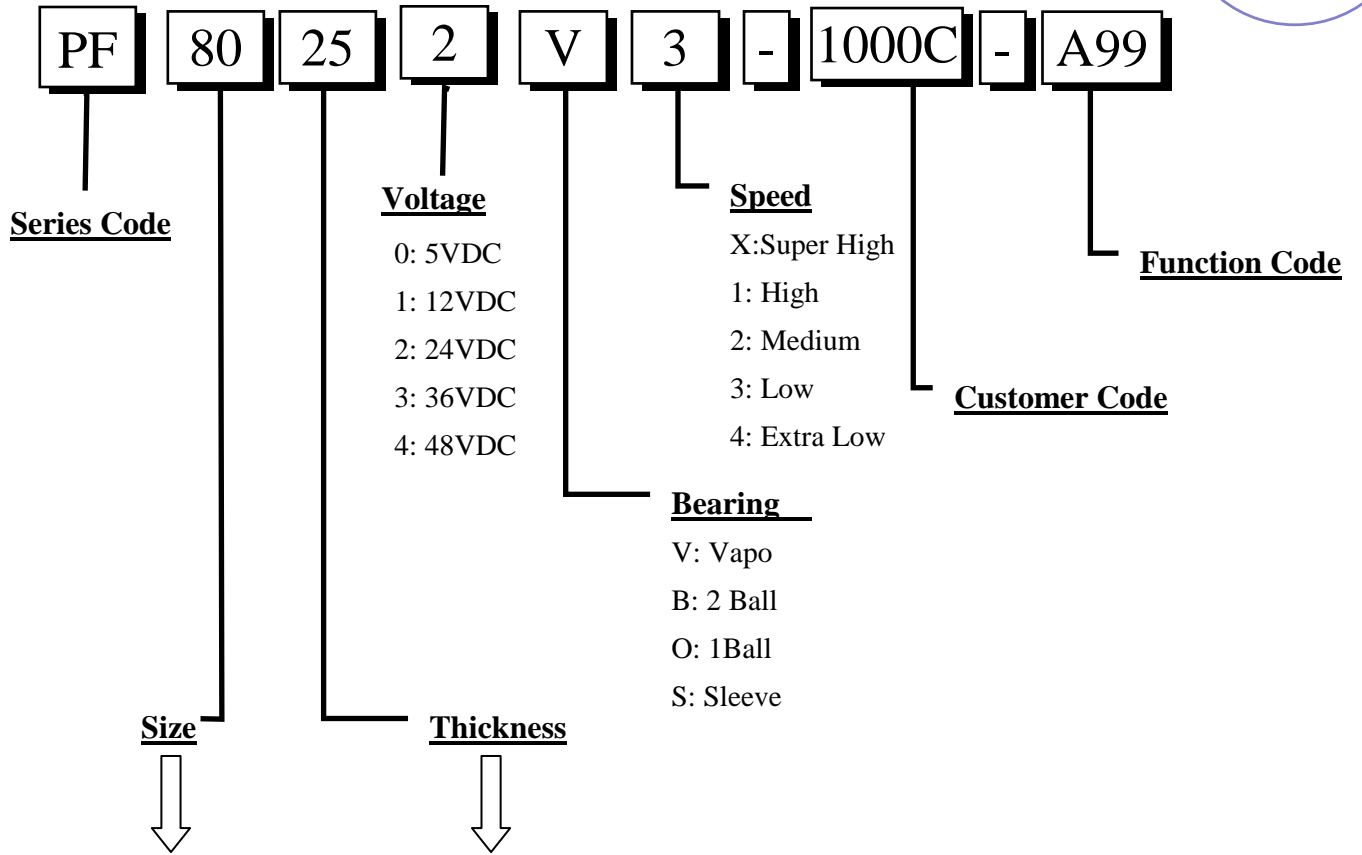 PF 80 25 2 V 3 - 1000C - A99
Series Code
Voltage
0: 5VDC
1: 12VDC
2: 24VDC
3: 36VDC
4: 48VDC
Speed
X:Super High
1: High
2: Medium
3: Low
4: Extra Low
Function Code
Customer Code
Bearing
V: Vapo
B: 2 Ball
O: 1Ball
S: Sleeve
Size
Thickness